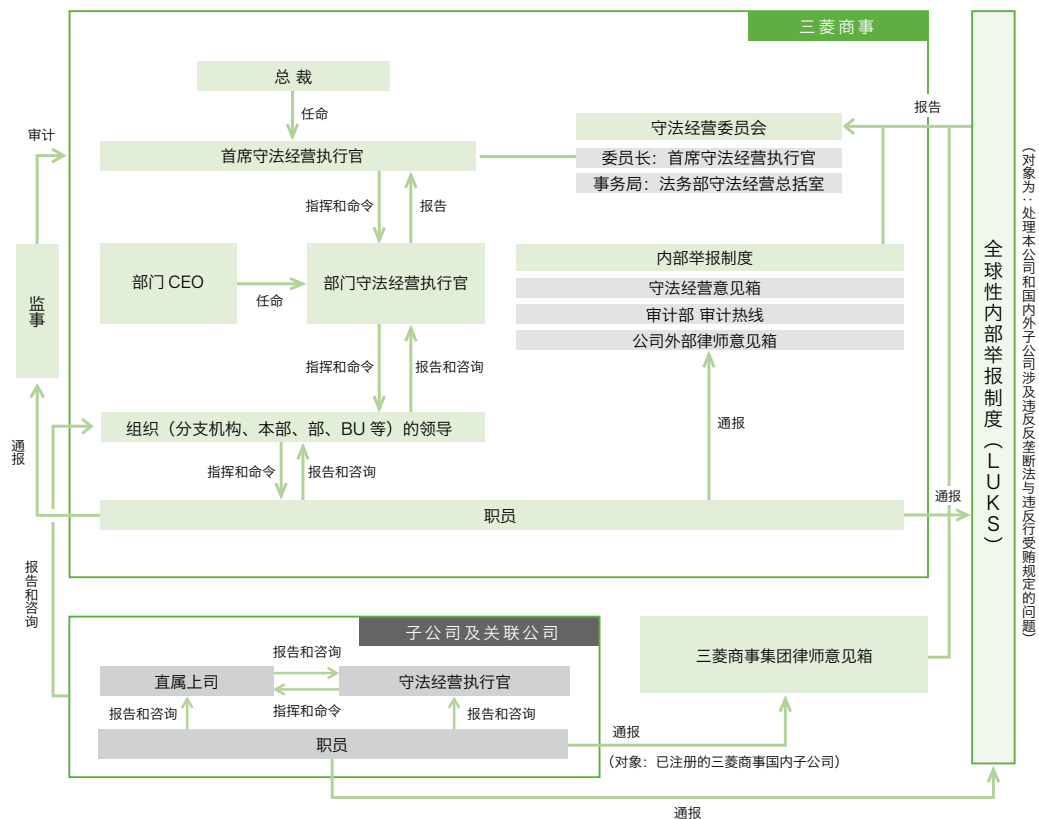 三菱商事
总 裁
任命
审计
首席守法经营执行官
报告
守法经营委员会
委员长：首席守法经营执行官
事务局：法务部守法经营总括室
指挥和命令
报告
部门 CEO
任命
部门守法经营执行官
内部举报制度
守法经营意见箱
审计部 审计热线
公司外部律师意见箱
监事
指挥和命令
报告和咨询
组织（分支机构、本部、部、BU 等）的领导
通报
通报
指挥和命令
报告和咨询
职员
通报
全球性内部举报制度（LUKS）
（对象为：处理本公司和国内外子公司涉及违反反垄断法与违反行受贿规定的问题）
报告和咨询
子公司及关联公司
报告和咨询
直属上司
守法经营执行官
指挥和命令
报告和咨询
报告和咨询
职员
三菱商事集团律师意见箱
通报
（对象：已注册的三菱商事国内子公司）
通报